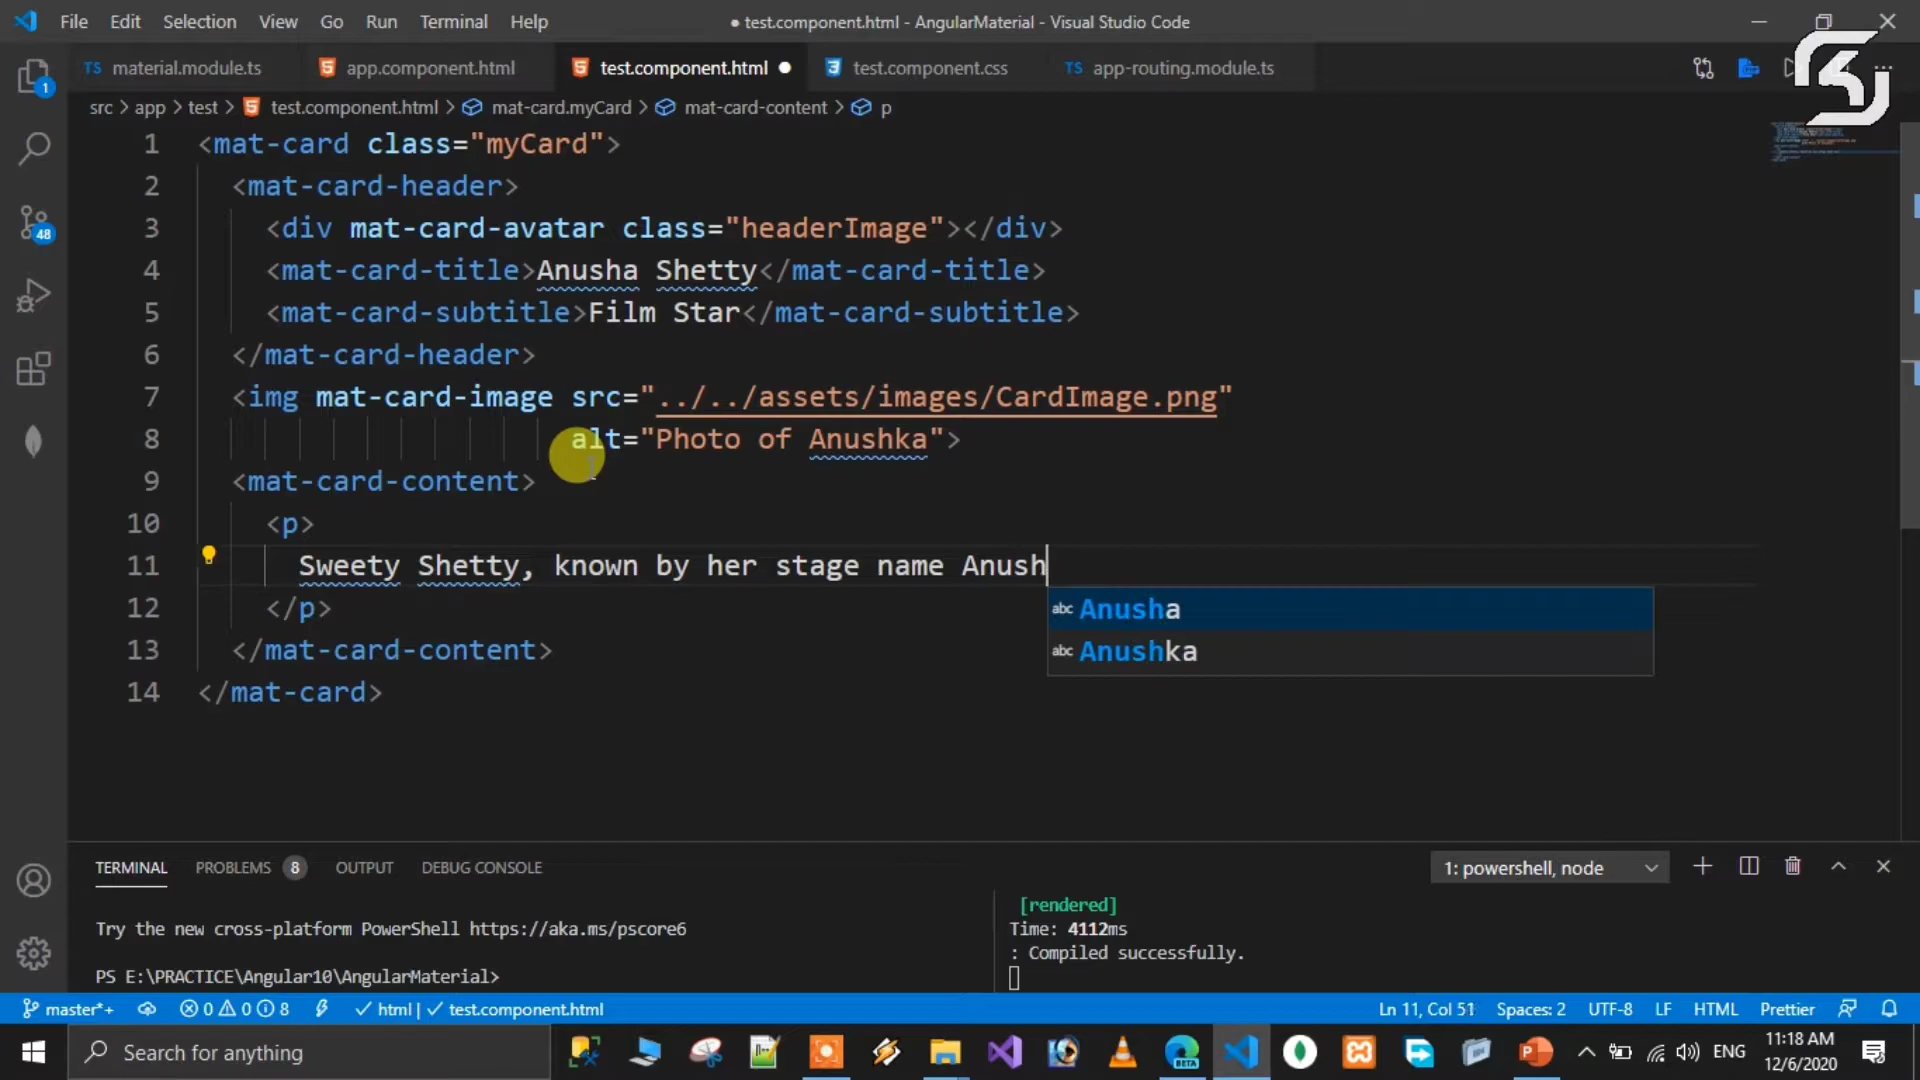 File Edit Selection View Go Run Terminal Help
● test.component.html - AngularMaterial - Visual Studio Code
TS material.module.ts
app.component.html
test.component.html ●
test.component.css
TS app-routing.module.ts
src > app > test > test.component.html > mat-card.myCard > mat-card-content > p
1 <mat-card class="myCard">
2 <mat-card-header>
3 <div mat-card-avatar class="headerImage"></div>
4 <mat-card-title>Anusha Shetty</mat-card-title>
5 <mat-card-subtitle>Film Star</mat-card-subtitle>
6 </mat-card-header>
7 <img mat-card-image src="../../assets/images/CardImage.png"
8 alt="Photo of Anushka">
9 <mat-card-content>
10 <p>
11 Sweety Shetty, known by her stage name Anush
abc Anusha
12 </p>
abc Anushka
13 </mat-card-content>
14 </mat-card>
1
48
TERMINAL PROBLEMS 8 OUTPUT DEBUG CONSOLE
1: powershell, node
Try the new cross-platform PowerShell https://aka.ms/pscore6
PS E:\PRACTICE\Angular10\AngularMaterial>
[rendered]
Time: 4112ms
: Compiled successfully.
master*+ 0 0 8 html | test.component.html
Ln 11, Col 51 Spaces: 2 UTF-8 LF HTML Prettier
Search for anything
BETA
ENG
11:18 AM
12/6/2020